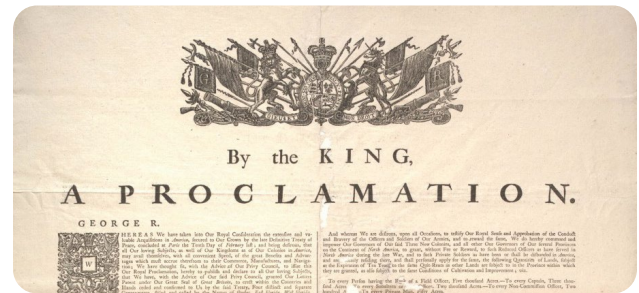 DIEU ET MON DROIT
By the KING,
A PROCLAMATION.
GEORGE R.
WHEREAS We have taken into Our Royal Consideration the extensive and va-
luable Acquisitions in America, secured to Our Crown by the late Definitive Treaty of
Peace, concluded at Paris the Tenth Day of February last; and being desirous, that
all Our loving Subjects, as well of Our Kingdoms as of Our Colonies in America,
may avail themselves, with all convenient Speed, of the great Benefits and Advan-
tages which must accrue therefrom to their Commerce, Manufactures, and Naviga-
tion; We have thought fit, with the Advice of Our Privy Council, to issue this
Our Royal Proclamation, hereby to publish and declare to all Our loving Subjects,
that We have, with the Advice of Our said Privy Council, granted Our Letters
Patent under Our Great Seal of Great Britain, to erect within the Countries and
Islands ceded and confirmed to Us by the said Treaty, Four distinct and separate
And whereas We are desirous, upon all Occasions, to testify Our Royal Sense and Approbation of the Conduct
and Bravery of the Officers and Soldiers of Our Armies, and to reward the same, We do hereby command and
impower Our Governors of Our said Three New Colonies, and all other Our Governors of Our several Provinces
on the Continent of North America, to grant, without Fee or Reward, to such Reduced Officers as have served in
North America during the late War, and to such Private Soldiers as have been or shall be disbanded in America,
and are actually residing there, and shall personally apply for the same, the following Quantities of Lands, subject
at the Expiration of Ten Years to the same Quit-Rents as other Lands are subject to in the Province within which
they are granted, as also subject to the same Conditions of Cultivation and Improvement; viz.
To every Person having the Rank of a Field Officer, Five thousand Acres.—To every Captain, Three thou-
sand Acres.—To every Subaltern or Staff Officer, Two thousand Acres.—To every Non-Commission Officer, Two